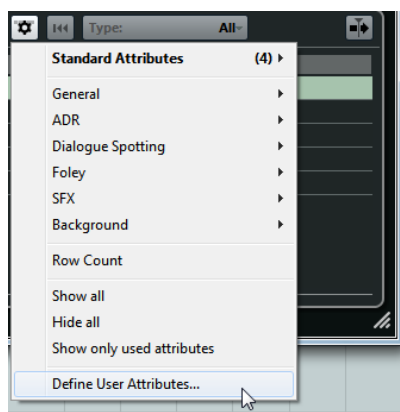 Type: All
Standard Attributes (4)
General
ADR
Dialogue Spotting
Foley
SFX
Background
Row Count
Show all
Hide all
Show only used attributes
Define User Attributes...